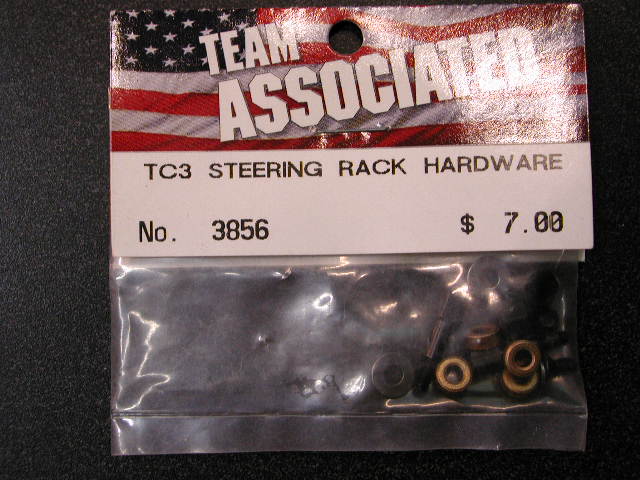 TEAM
ASSOCIATED
TC3 STEERING RACK HARDWARE
No. 3856 $ 7.00